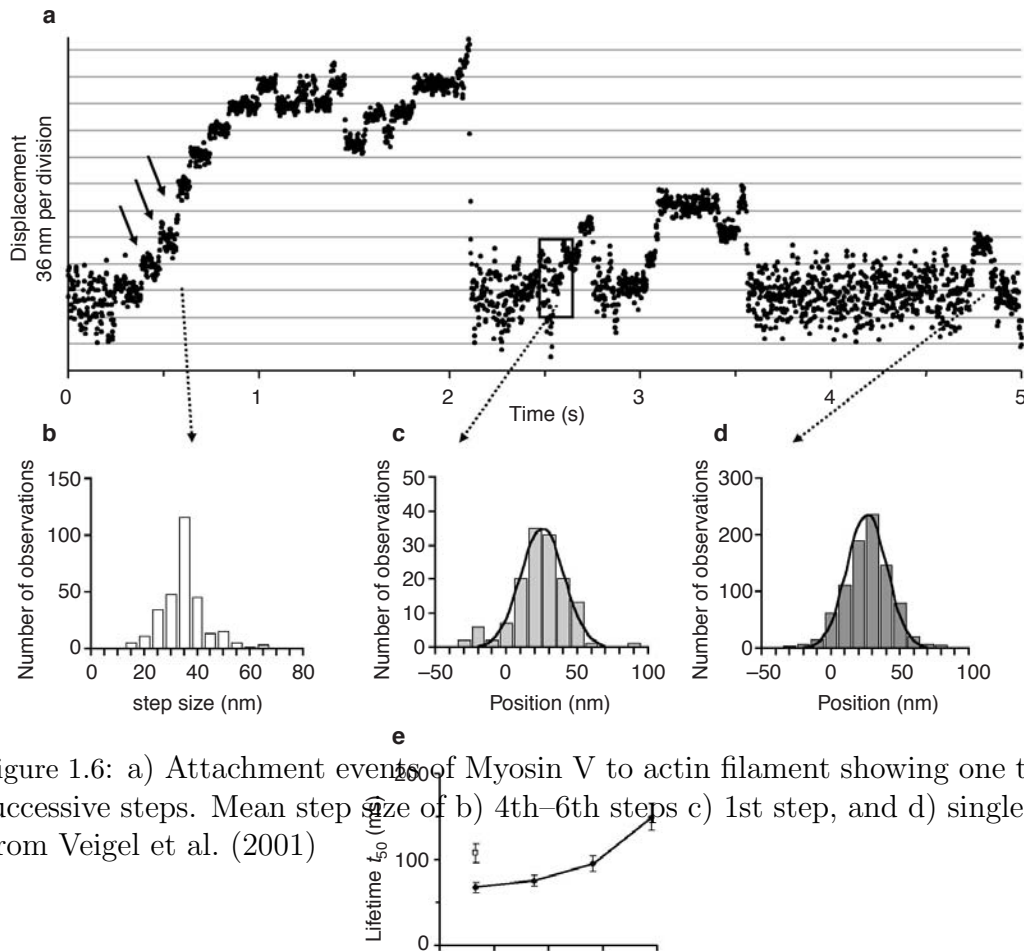 a
Displacement
36 nm per division
0 1 2 3 4 5
Time (s)
b
Number of observations
150
100
50
0
0 20 40 60 80
step size (nm)
c
Number of observations
50
40
30
20
10
0
−50 0 50 100
Position (nm)
d
Number of observations
300
200
100
0
−50 0 50 100
Position (nm)
e
igure 1.6: a) Attachment events of Myosin V to actin filament showing one t
uccessive steps. Mean step size of b) 4th–6th steps c) 1st step, and d) single
rom Veigel et al. (2001)
Lifetime t50 (ms)
200
100
0